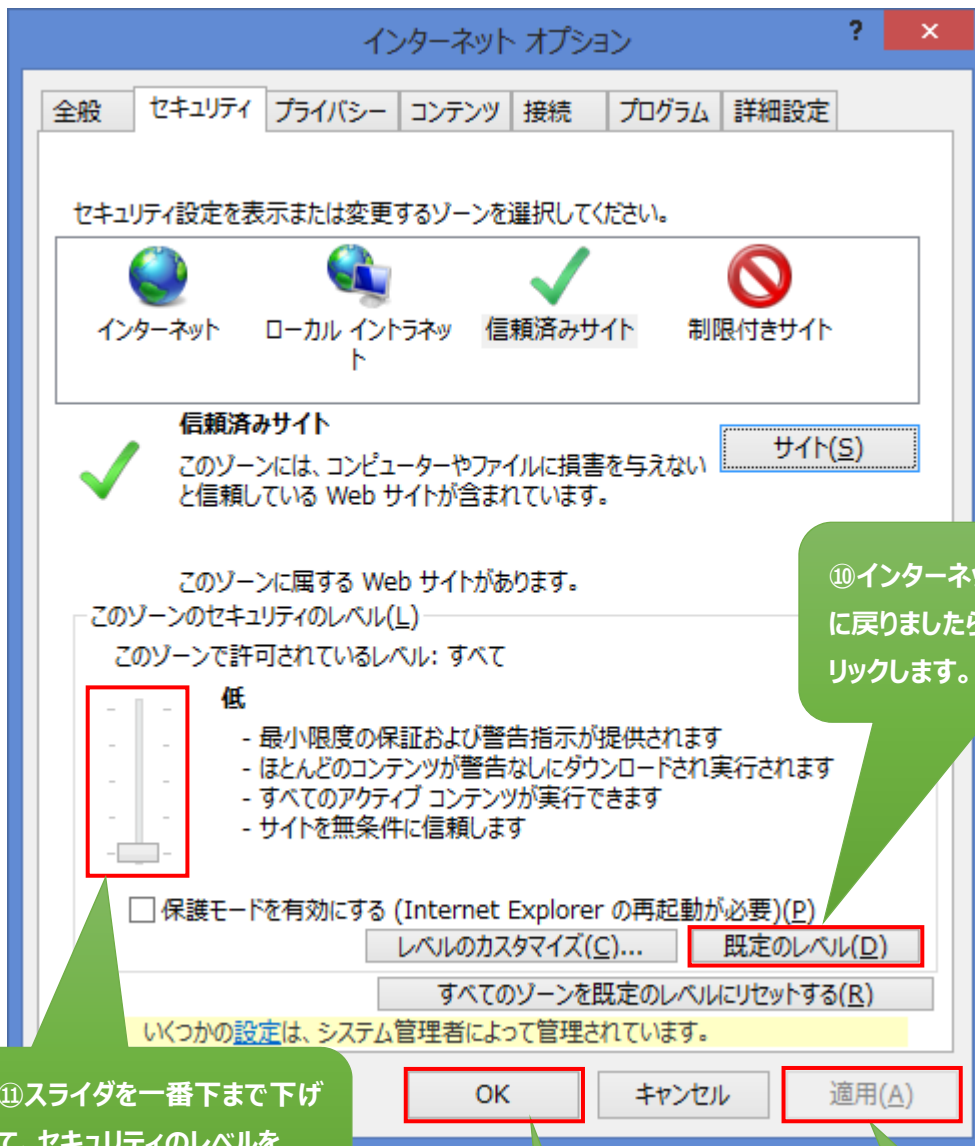 インターネット オプション
?
×
全般 セキュリティ プライバシー コンテンツ 接続 プログラム 詳細設定
セキュリティ設定を表示または変更するゾーンを選択してください。
インターネット
ローカル イントラネッ
ト
信頼済みサイト
制限付きサイト
信頼済みサイト
このゾーンには、コンピューターやファイルに損害を与えない
と信頼している Web サイトが含まれています。
サイト(S)
このゾーンに属する Web サイトがあります。
⑩インターネッ
に戻りましたら
リックします。
このゾーンのセキュリティのレベル(L)
このゾーンで許可されているレベル: すべて
低
- 最小限度の保証および警告指示が提供されます
- ほとんどのコンテンツが警告なしにダウンロードされ実行されます
- すべてのアクティブ コンテンツが実行できます
- サイトを無条件に信頼します
保護モードを有効にする (Internet Explorer の再起動が必要)(P)
レベルのカスタマイズ(C)... 既定のレベル(D)
すべてのゾーンを既定のレベルにリセットする(R)
いくつかの設定は、システム管理者によって管理されています。
⑪スライダを一番下まで下げ
て、セキュリティのレベルを
OK キャンセル 適用(A)